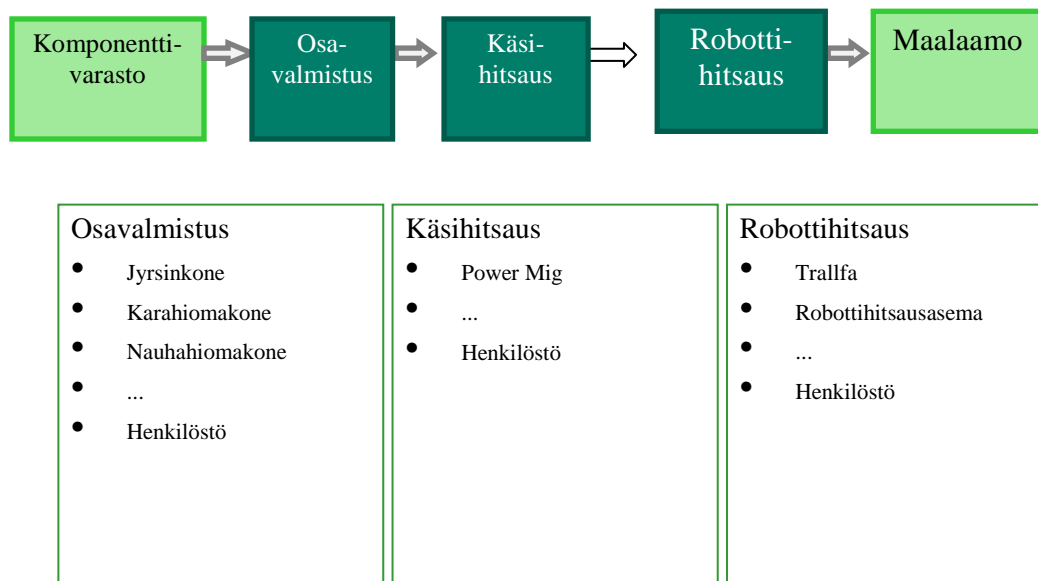 Komponentti-
varasto
Osa-
valmistus
Käsi-
hitsaus
Robotti-
hitsaus
Maalaamo
Osavalmistus
• Jyrsinkone
• Karahiomakone
• Nauhahiomakone
• ...
• Henkilöstö
Käsihitsaus
• Power Mig
• ...
• Henkilöstö
Robottihitsaus
• Trallfa
• Robottihitsausasema
• ...
• Henkilöstö